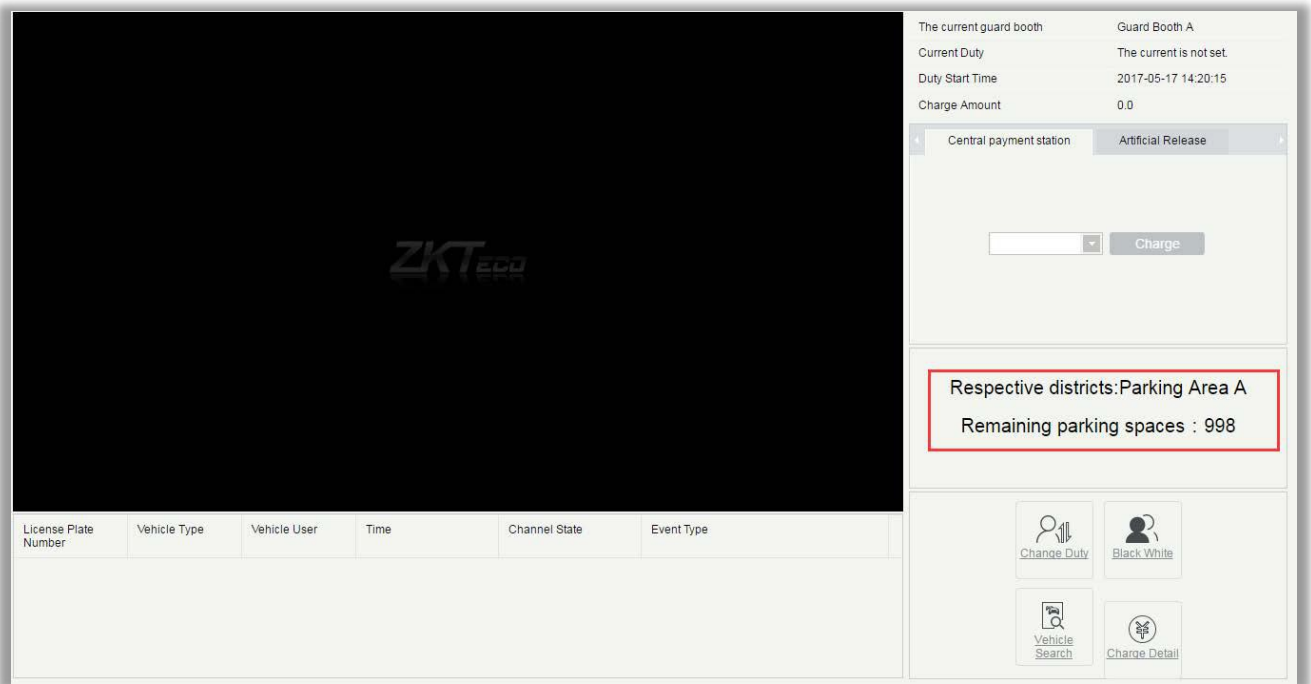 The current guard booth Guard Booth A
Current Duty The current is not set.
Duty Start Time 2017-05-17 14:20:15
Charge Amount 0.0
Central payment station Artificial Release
ZKTECO
Charge
Respective districts:Parking Area A
Remaining parking spaces : 998
License Plate Number Vehicle Type Vehicle User Time Channel State Event Type
Change Duty Black White
Vehicle Search Charge Detail